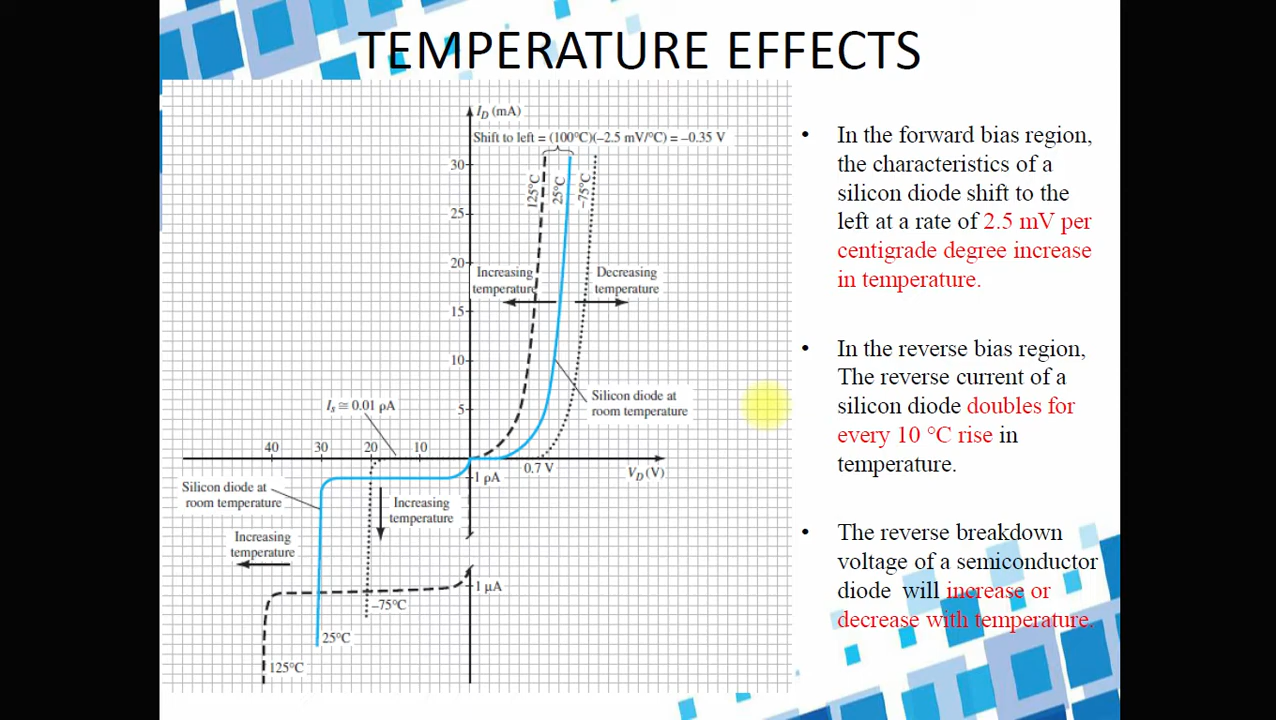 TEMPERATURE EFFECTS
I_D (mA)
Shift to left = (100°C)(–2.5 mV/°C) = –0.35 V
30
25
20
15
10
5
125°C
25°C
–75°C
Increasing
temperature
Decreasing
temperature
Silicon diode at
room temperature
I_s ≅ 0.01 pA
40
30
20
10
0.7 V
V_D (V)
1 pA
Silicon diode at
room temperature
Increasing
temperature
Increasing
temperature
1 μA
–75°C
25°C
125°C
• In the forward bias region,
the characteristics of a
silicon diode shift to the
left at a rate of 2.5 mV per
centigrade degree increase
in temperature.
• In the reverse bias region,
The reverse current of a
silicon diode doubles for
every 10 °C rise in
temperature.
• The reverse breakdown
voltage of a semiconductor
diode will increase or
decrease with temperature.